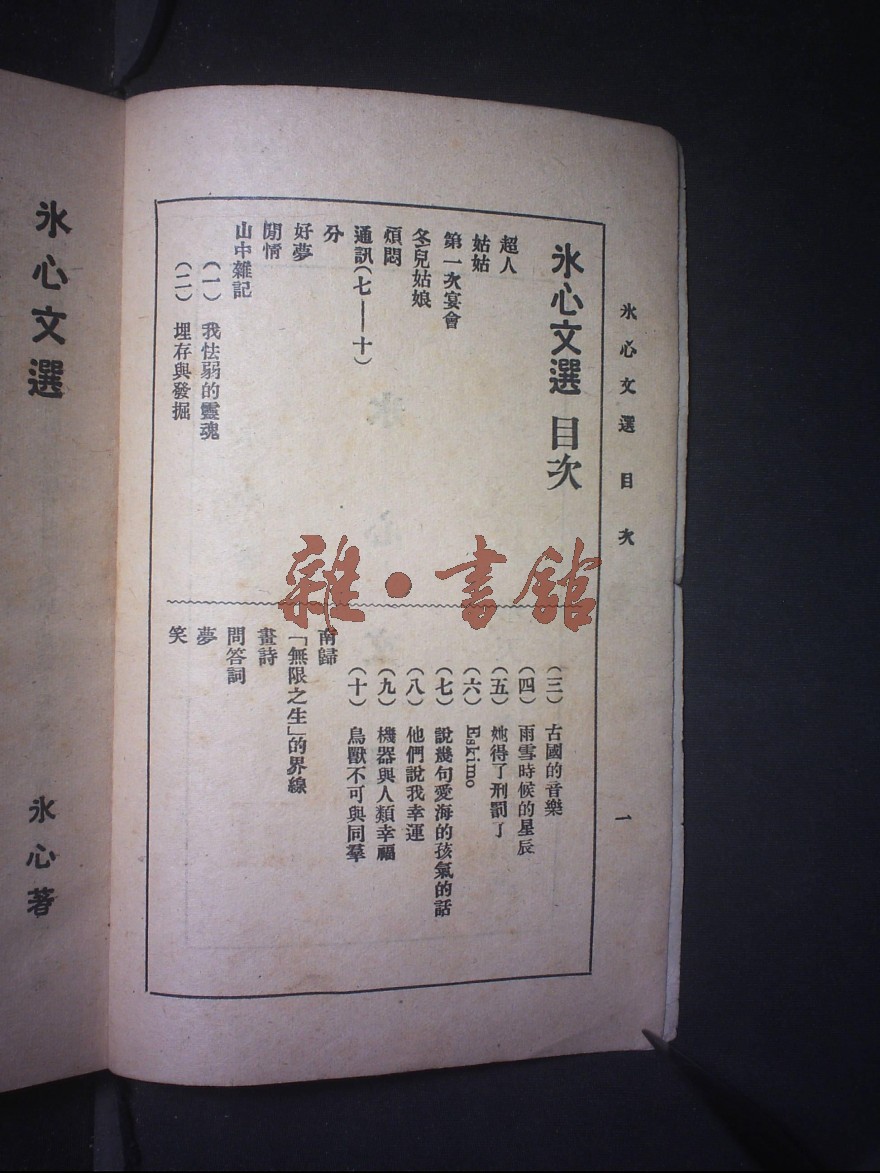 氷心文選 目次
一
氷心文選 目次
超人
姑姑
第一次宴會
冬兒姑娘
煩悶
通訊(七——十)
分
好夢
閒情
山中雜記
(一) 我怯弱的靈魂
(二) 埋存與發掘
(三) 古國的音樂
(四) 雨雪時候的星辰
(五) 她得了刑罰了
(六) Eskimo
(七) 說幾句愛海的孩氣的話
(八) 他們說我幸運
(九) 機器與人類幸福
(十) 鳥獸不可與同羣
南歸
「無限之生」的界線
畫詩
問答詞
夢
笑
雜·書館
氷心文選
氷心著